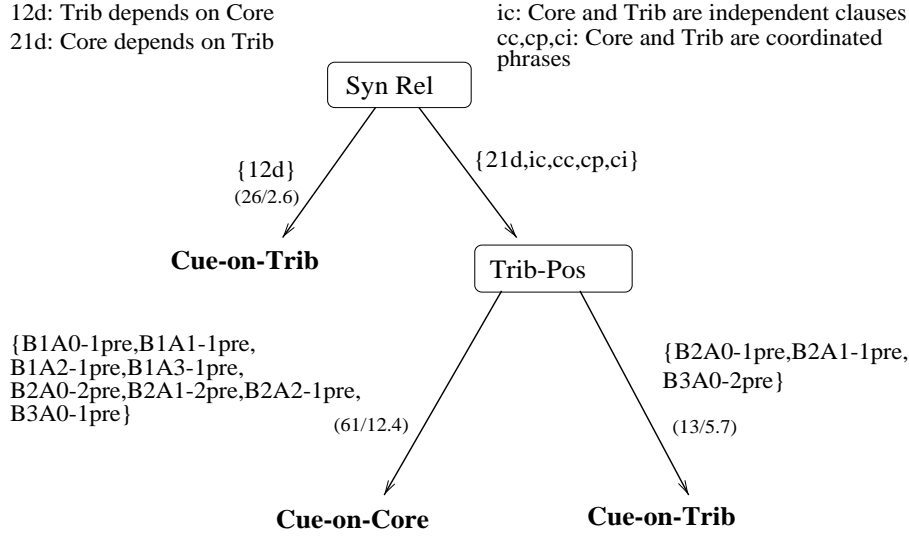 12d: Trib depends on Core
21d: Core depends on Trib
ic: Core and Trib are independent clauses
cc,cp,ci: Core and Trib are coordinated
phrases
Syn Rel
{12d}
(26/2.6)
{21d,ic,cc,cp,ci}
Cue-on-Trib
Trib-Pos
{B1A0-1pre,B1A1-1pre,
B1A2-1pre,B1A3-1pre,
B2A0-2pre,B2A1-2pre,B2A2-1pre,
B3A0-1pre}
(61/12.4)
{B2A0-1pre,B2A1-1pre,
B3A0-2pre}
(13/5.7)
Cue-on-Core
Cue-on-Trib